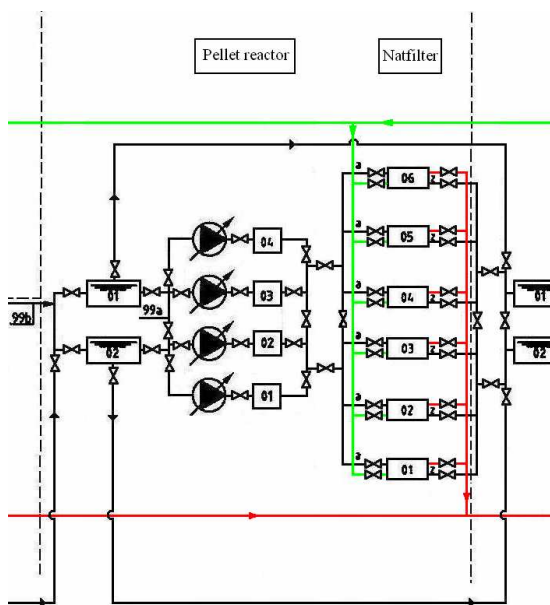 Pellet reactor
Natfilter
a 06 z
04
a 05 z
01
03
a 04 z
01
99b
99a
02
02
a 03 z
02
01
a 02 z
a 01 z